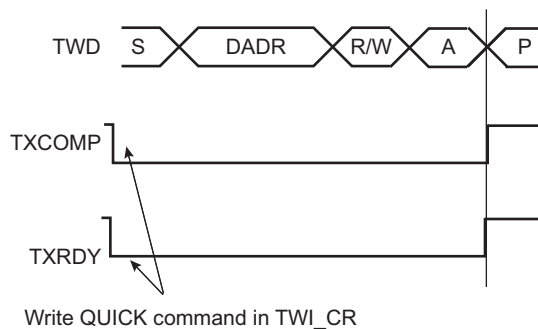 TWD S DADR R/W A P
TXCOMP
TXRDY
Write QUICK command in TWI_CR